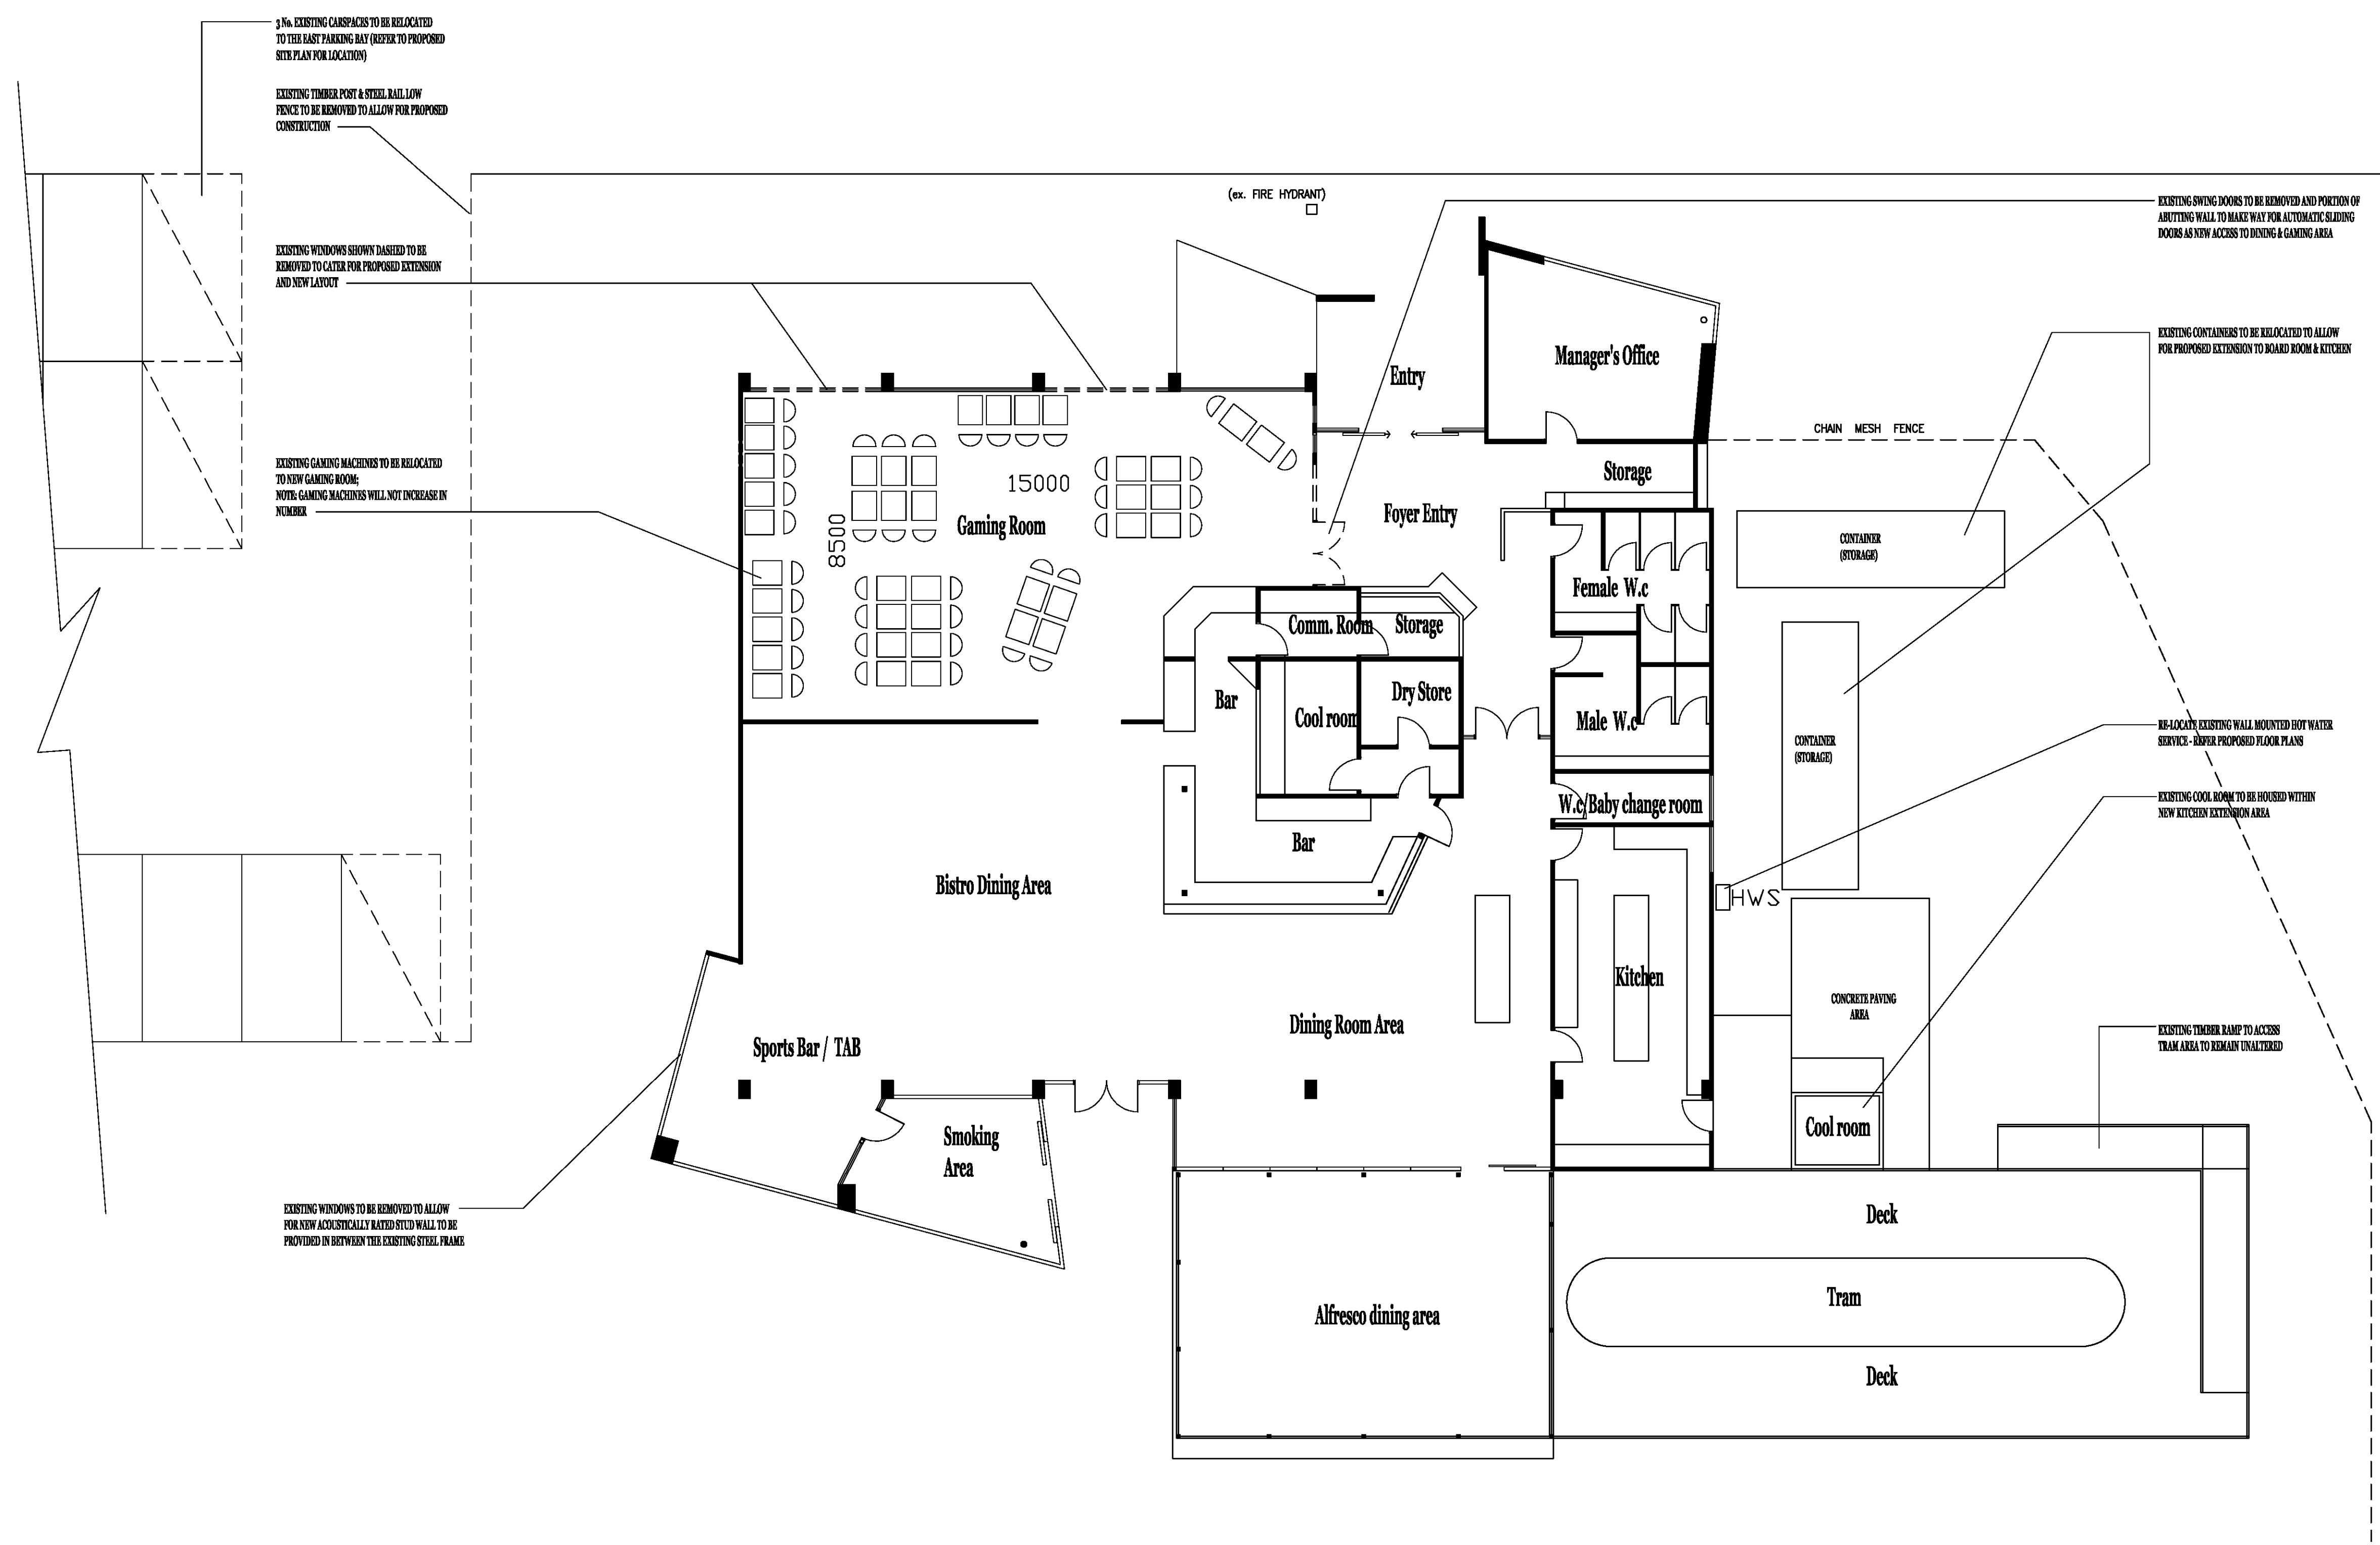 3 No. EXISTING CARSPACES TO BE RELOCATED
TO THE EAST PARKING BAY (REFER TO PROPOSED
SITE PLAN FOR LOCATION)
EXISTING TIMBER POST & STEEL RAIL LOW
FENCE TO BE REMOVED TO ALLOW FOR PROPOSED
CONSTRUCTION
(ex. FIRE HYDRANT)
EXISTING SWING DOORS TO BE REMOVED AND PORTION OF
ABUTTING WALL TO MAKE WAY FOR AUTOMATIC SLIDING
DOORS AS NEW ACCESS TO DINING & GAMING AREA
EXISTING WINDOWS SHOWN DASHED TO BE
REMOVED TO CATER FOR PROPOSED EXTENSION
AND NEW LAYOUT
EXISTING CONTAINERS TO BE RELOCATED TO ALLOW
FOR PROPOSED EXTENSION TO BOARD ROOM & KITCHEN
Manager's Office
Entry
CHAIN MESH FENCE
EXISTING GAMING MACHINES TO BE RELOCATED
TO NEW GAMING ROOM;
NOTE: GAMING MACHINES WILL NOT INCREASE IN
NUMBER
Storage
15000
Foyer Entry
Gaming Room
8500
CONTAINER
(STORAGE)
Female W.c
Comm. Room
Storage
Dry Store
Bar
Cool room
Male W.c
CONTAINER
(STORAGE)
RE-LOCATE EXISTING WALL MOUNTED HOT WATER
SERVICE - REFER PROPOSED FLOOR PLANS
W.c/Baby change room
EXISTING COOL ROOM TO BE HOUSED WITHIN
NEW KITCHEN EXTENSION AREA
Bar
Bistro Dining Area
HWS
Kitchen
CONCRETE PAVING
AREA
Dining Room Area
EXISTING TIMBER RAMP TO ACCESS
TRAM AREA TO REMAIN UNALTERED
Sports Bar / TAB
Cool room
Smoking
Area
EXISTING WINDOWS TO BE REMOVED TO ALLOW
FOR NEW ACOUSTICALLY RATED STUD WALL TO BE
PROVIDED IN BETWEEN THE EXISTING STEEL FRAME
Deck
Tram
Alfresco dining area
Deck